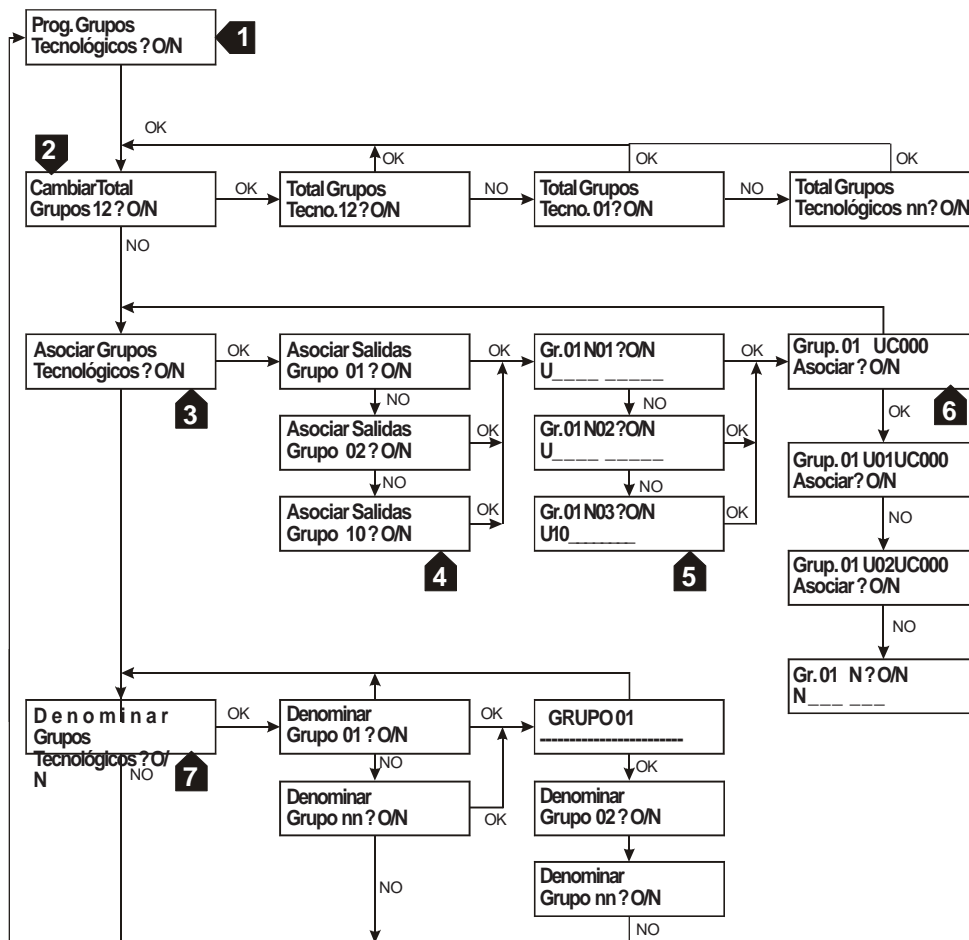 Prog. Grupos
Tecnológicos ? O/N
1
OK
2
Cambiar Total
Grupos 12 ? O/N
OK
Total Grupos
Tecno. 12 ? O/N
OK
NO
Total Grupos
Tecno. 01? O/N
OK
NO
Total Grupos
Tecnológicos nn? O/N
OK
NO
Asociar Grupos
Tecnológicos ? O/N
3
OK
Asociar Salidas
Grupo 01 ? O/N
NO
Asociar Salidas
Grupo 02 ? O/N
NO
Asociar Salidas
Grupo 10 ? O/N
4
OK
OK
OK
Gr. 01 N01 ? O/N
U____ _____
NO
Gr. 01 N02 ? O/N
U____ _____
NO
Gr. 01 N03 ? O/N
U10________
5
OK
OK
OK
Grup. 01 UC000
Asociar ? O/N
6
OK
Grup. 01 U01UC000
Asociar? O/N
NO
Grup. 01 U02UC000
Asociar ? O/N
NO
Gr. 01 N ? O/N
N___ ___
Denominar
Grupos
Tecnológicos ? O/
N
NO
7
OK
Denominar
Grupo 01 ? O/N
NO
Denominar
Grupo nn ? O/N
NO
OK
OK
GRUPO 01
------------------------
OK
Denominar
Grupo 02 ? O/N
Denominar
Grupo nn ? O/N
NO